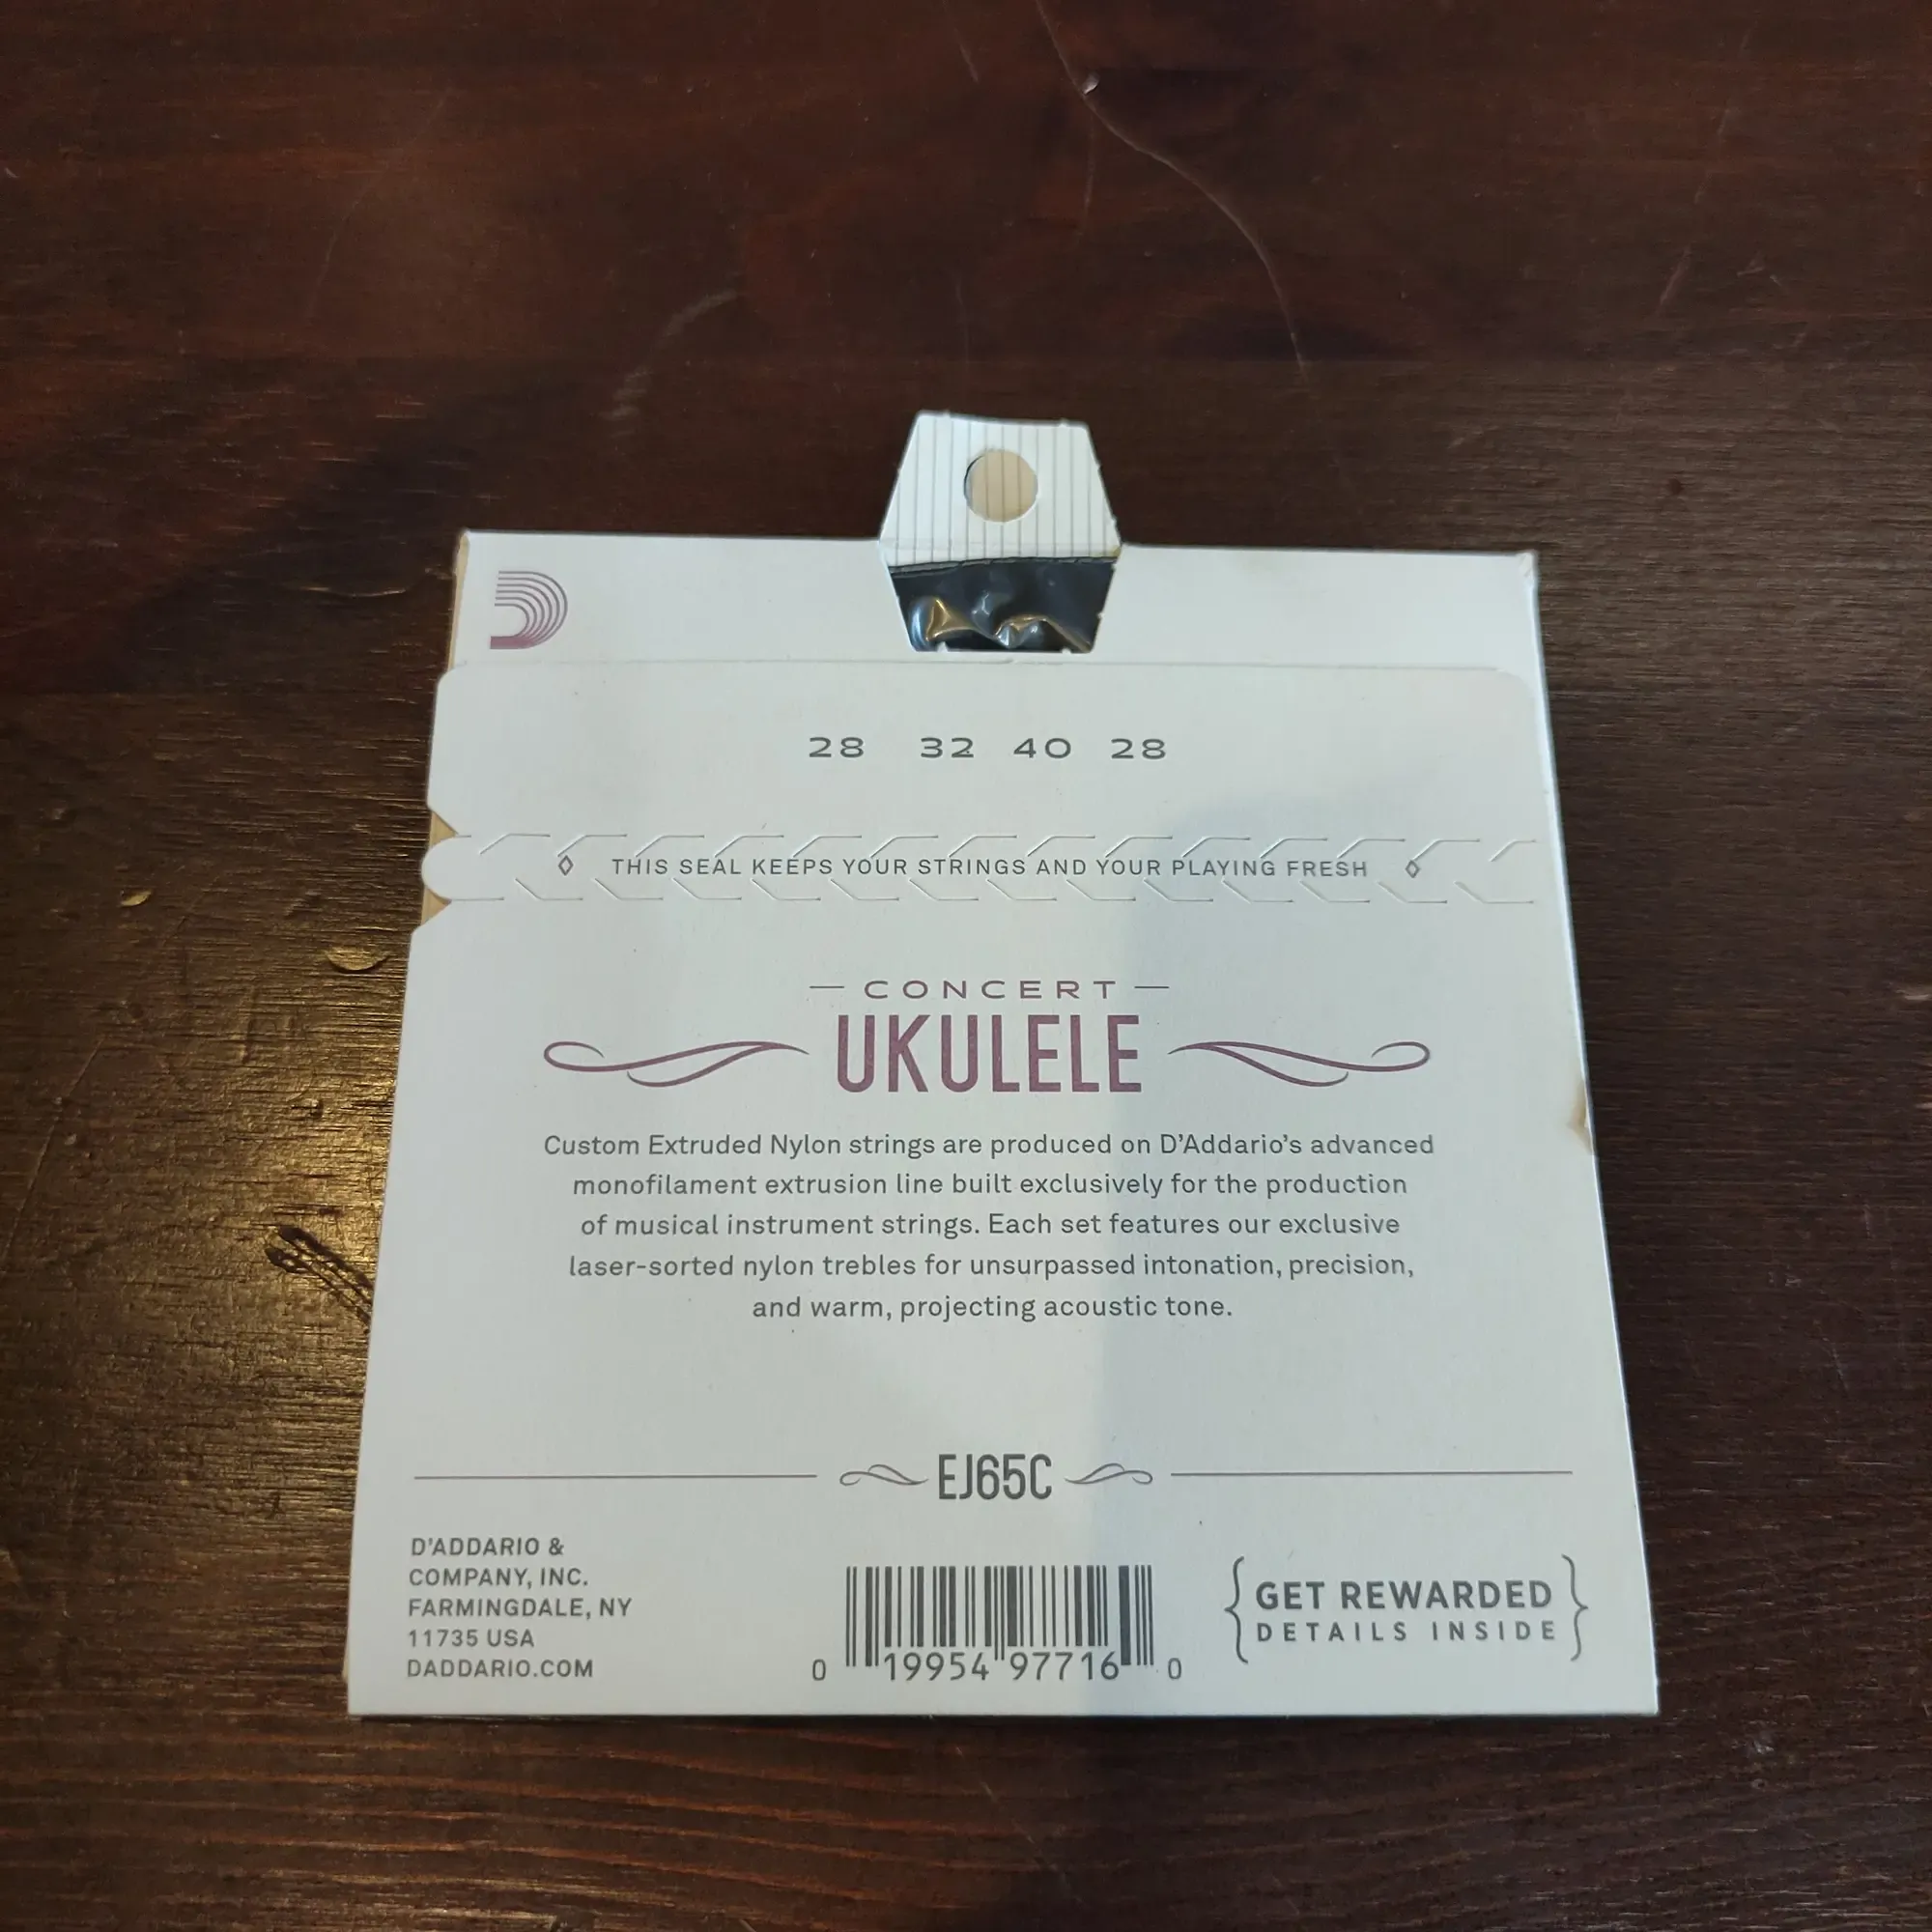 28 32 40 28
◊ THIS SEAL KEEPS YOUR STRINGS AND YOUR PLAYING FRESH ◊
— CONCERT —
UKULELE
Custom Extruded Nylon strings are produced on D'Addario's advanced
monofilament extrusion line built exclusively for the production
of musical instrument strings. Each set features our exclusive
laser-sorted nylon trebles for unsurpassed intonation, precision,
and warm, projecting acoustic tone.
EJ65C
D'ADDARIO &
COMPANY, INC.
FARMINGDALE, NY
11735 USA
DADDARIO.COM
0 19954 97716 0
{GET REWARDED
DETAILS INSIDE}